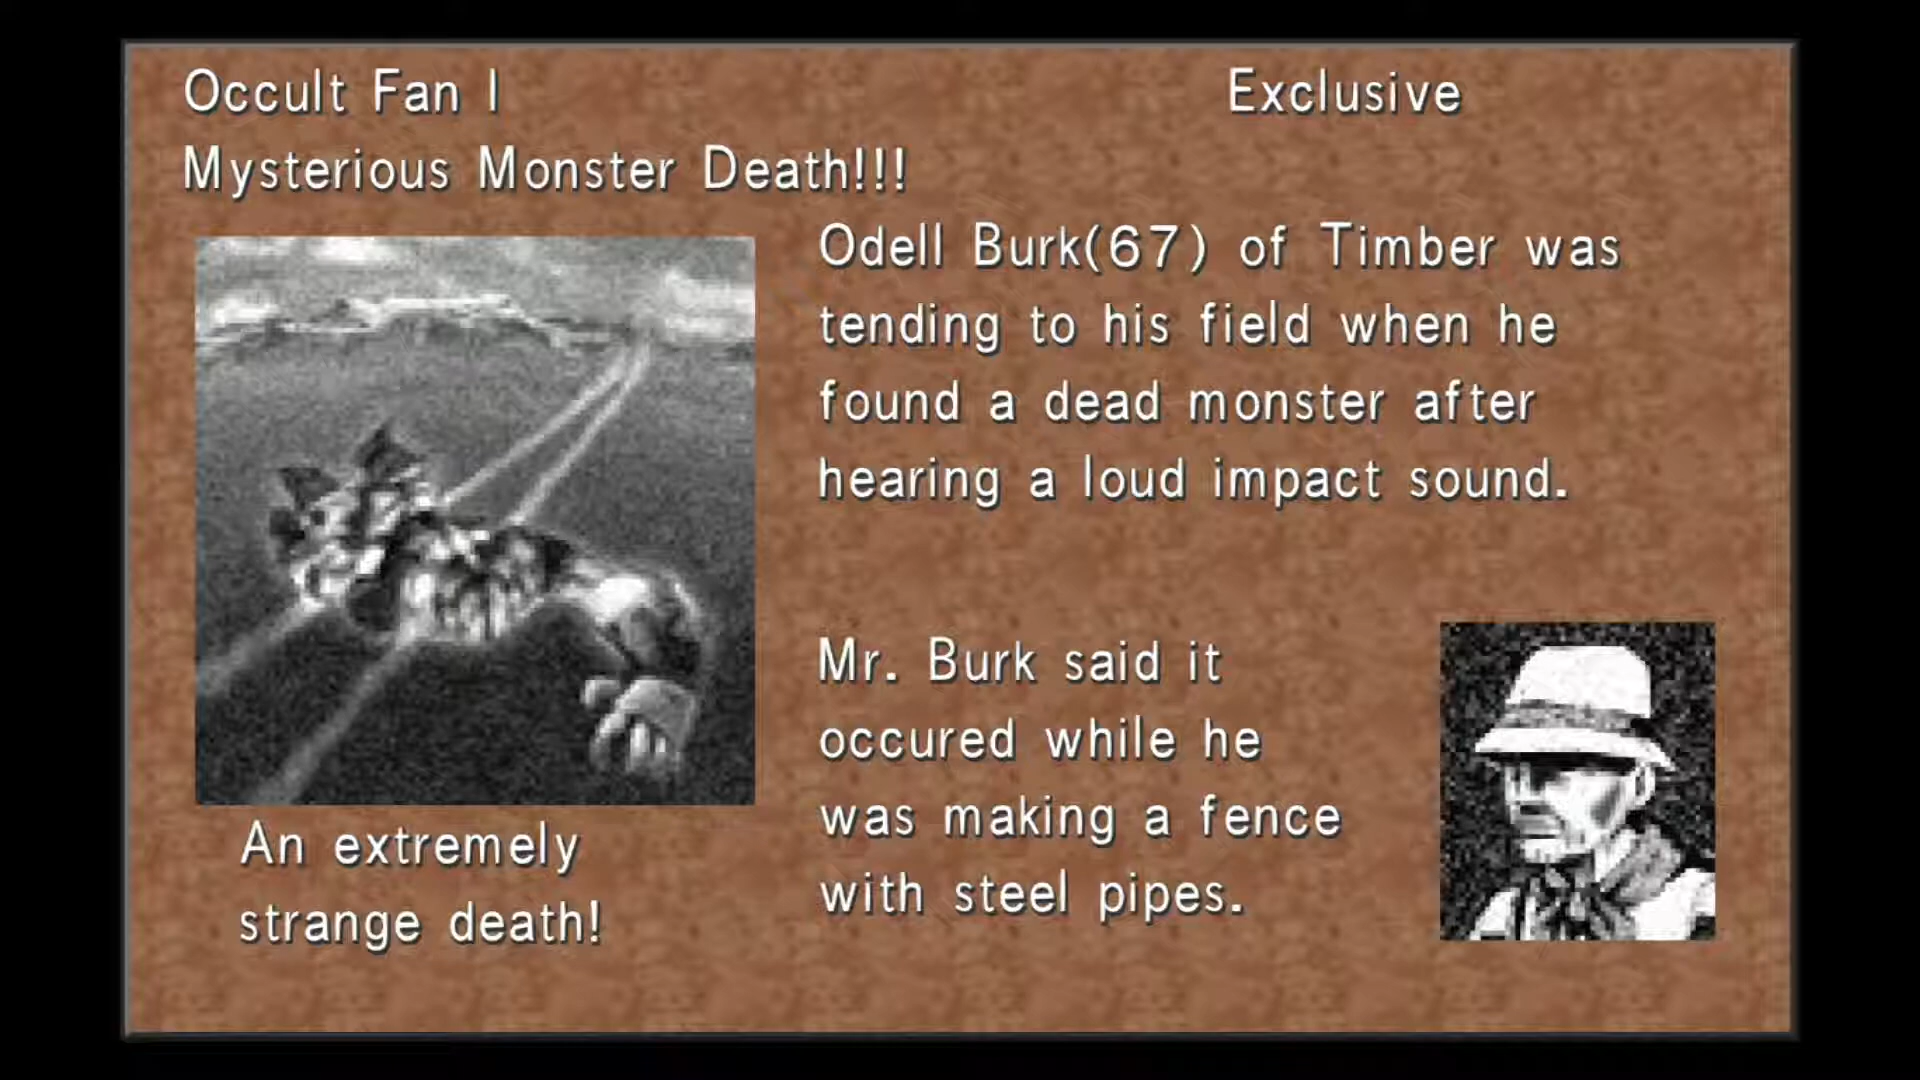 Occult Fan I
Exclusive
Mysterious Monster Death!!!
Odell Burk(67) of Timber was
tending to his field when he
found a dead monster after
hearing a loud impact sound.
Mr. Burk said it
occured while he
was making a fence
with steel pipes.
An extremely
strange death!